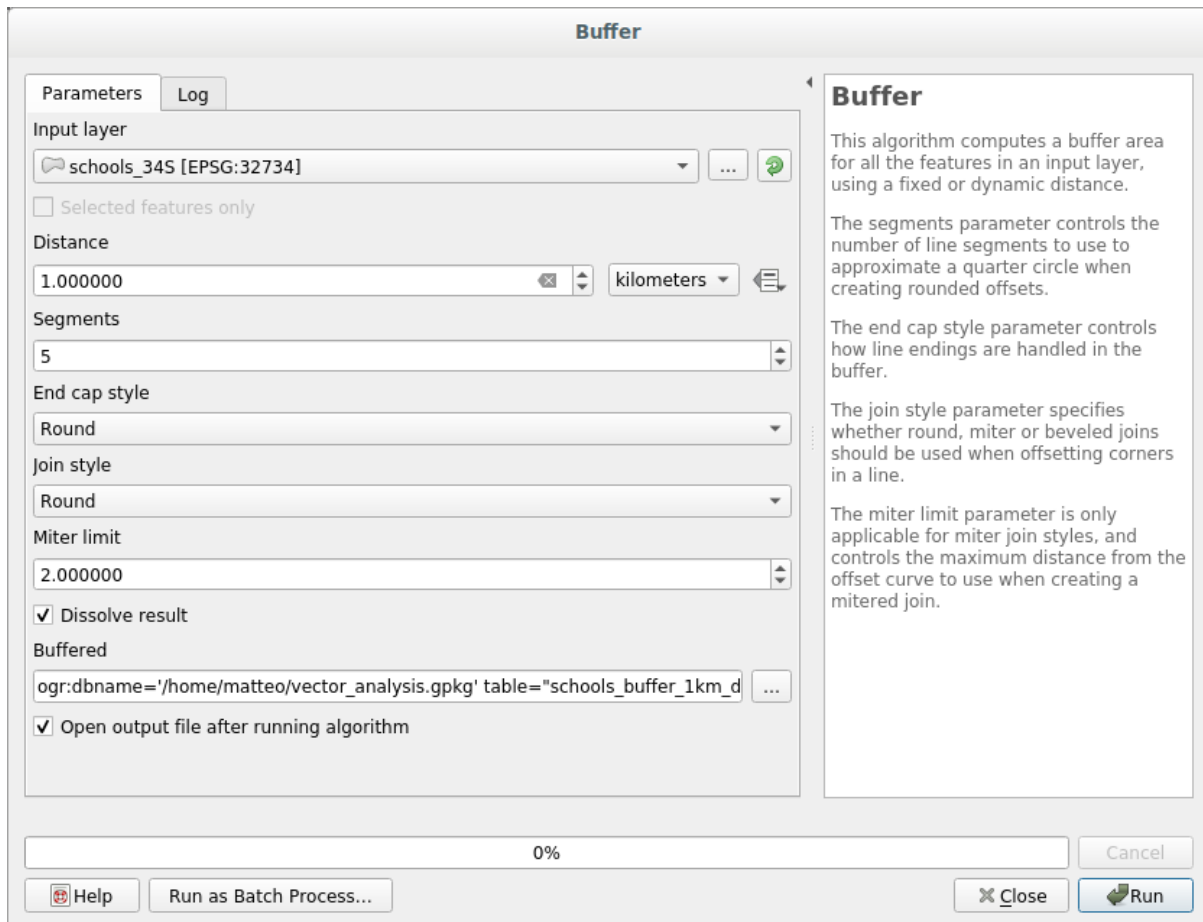 Buffer
Parameters
Log
Input layer
schools_34S [EPSG:32734]
...
Selected features only
Distance
1.000000
kilometers
Segments
5
End cap style
Round
Join style
Round
Miter limit
2.000000
Dissolve result
Buffered
ogr:dbname='/home/matteo/vector_analysis.gpkg' table="schools_buffer_1km_d
...
Open output file after running algorithm
Buffer
This algorithm computes a buffer area
for all the features in an input layer,
using a fixed or dynamic distance.
The segments parameter controls the
number of line segments to use to
approximate a quarter circle when
creating rounded offsets.
The end cap style parameter controls
how line endings are handled in the
buffer.
The join style parameter specifies
whether round, miter or beveled joins
should be used when offsetting corners
in a line.
The miter limit parameter is only
applicable for miter join styles, and
controls the maximum distance from the
offset curve to use when creating a
mitered join.
0%
Cancel
Help
Run as Batch Process...
Close
Run